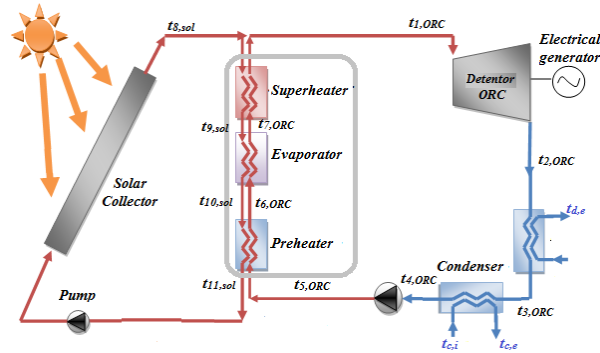 t8,sol
t1,ORC
Electrical
generator
Detentor
ORC
Superheater
t9,sol
t7,ORC
Evaporator
t2,ORC
Solar
Collector
t10,sol
t6,ORC
td,e
Preheater
t11,sol
t5,ORC
t4,ORC
Condenser
t3,ORC
Pump
tc,i
tc,e